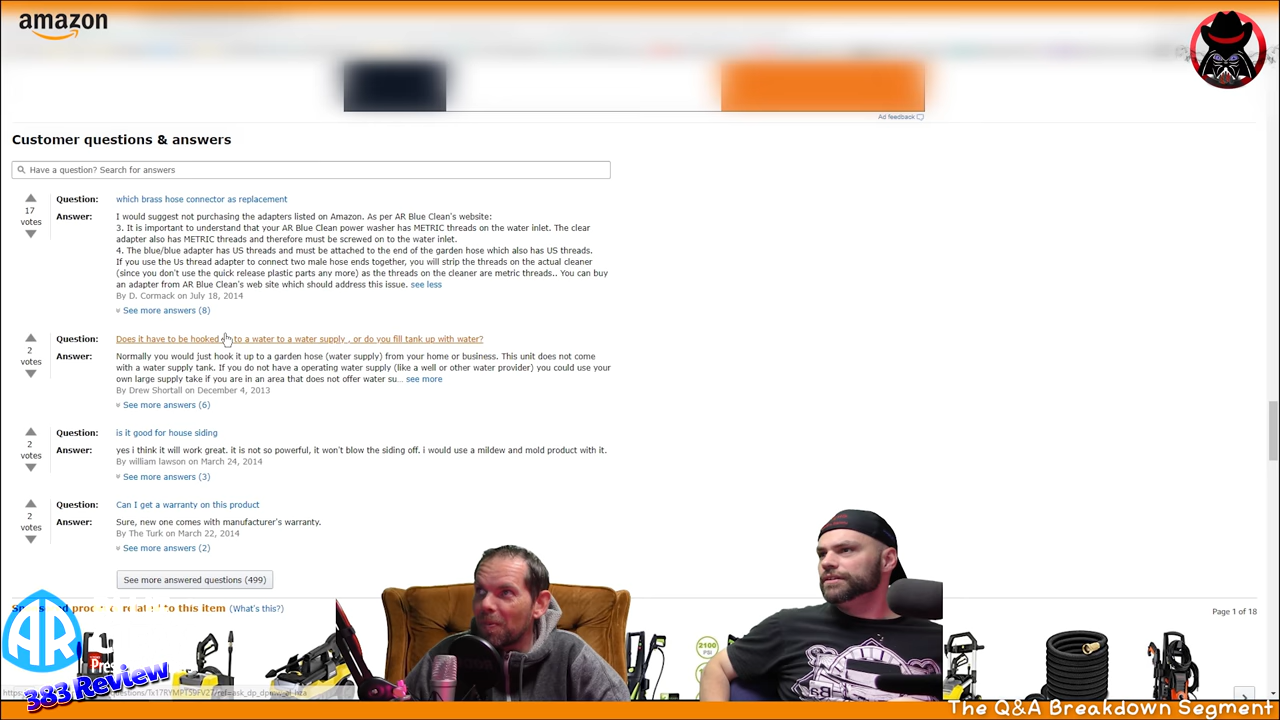 amazon
Ad feedback
Customer questions & answers
Have a question? Search for answers
17
votes
Question:
which brass hose connector as replacement
Answer:
I would suggest not purchasing the adapters listed on Amazon. As per AR Blue Clean's website:
3. It is important to understand that your AR Blue Clean power washer has METRIC threads on the water inlet. The clear
adapter also has METRIC threads and therefore must be screwed on to the water inlet.
4. The blue/blue adapter has US threads and must be attached to the end of the garden hose which also has US threads.
If you use the Us thread adapter to connect two male hose ends together, you will strip the threads on the actual cleaner
(since you don't use the quick release plastic parts any more) as the threads on the cleaner are metric threads.. You can buy
an adapter from AR Blue Clean's web site which should address this issue. see less
By D. Cormack on July 18, 2014
See more answers (8)
2
votes
Question:
Does it have to be hooked to a water to a water supply , or do you fill tank up with water?
Answer:
Normally you would just hook it up to a garden hose (water supply) from your home or business. This unit does not come
with a water supply tank. If you do not have a operating water supply (like a well or other water provider) you could use your
own large supply take if you are in an area that does not offer water su... see more
By Drew Shortall on December 4, 2013
See more answers (6)
2
votes
Question:
is it good for house siding
Answer:
yes i think it will work great. it is not so powerful, it won't blow the siding off. i would use a mildew and mold product with it.
By william lawson on March 24, 2014
See more answers (3)
2
votes
Question:
Can I get a warranty on this product
Answer:
Sure, new one comes with manufacturer's warranty.
By The Turk on March 22, 2014
See more answers (2)
See more answered questions (499)
related to this item (What's this?)
Page 1 of 18
AR
383 Review
2100
PSI
The Q&A Breakdown Segment